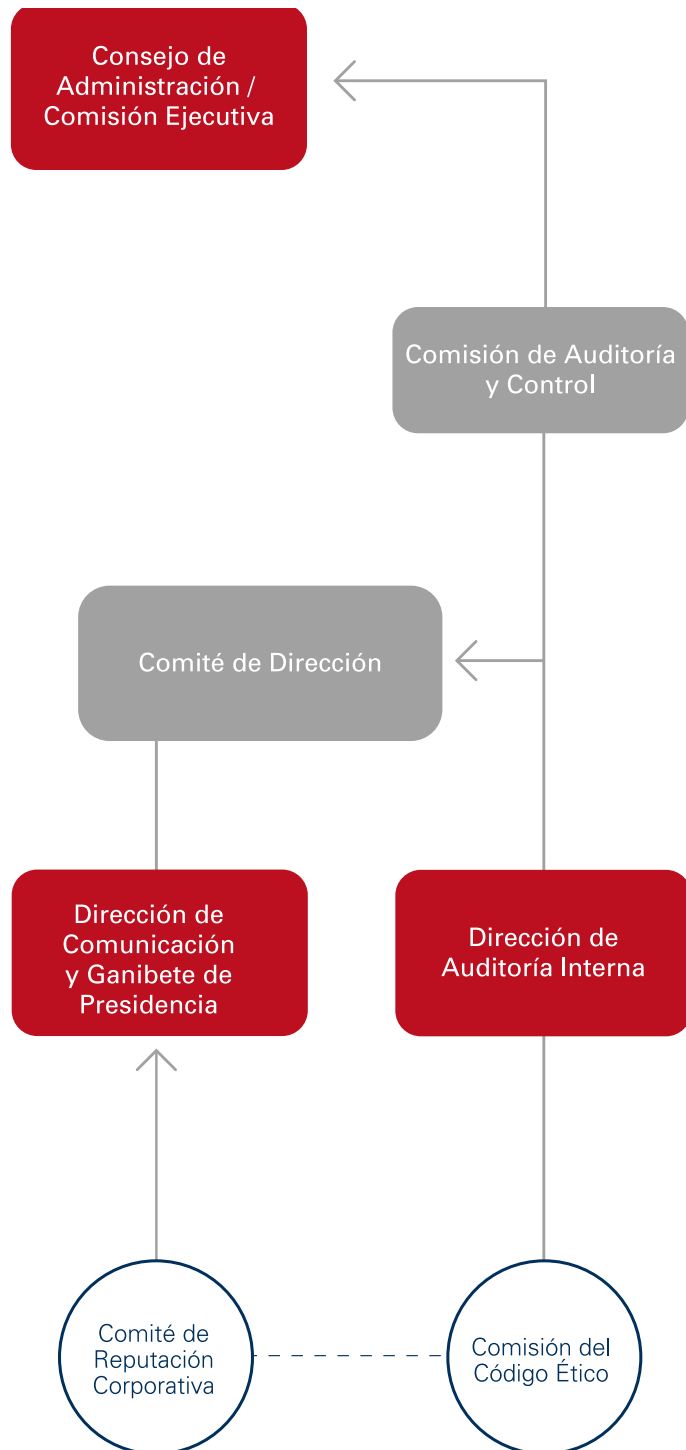 Consejo de
Administración /
Comisión Ejecutiva
Comisión de Auditoría
y Control
Comité de Dirección
Dirección de
Comunicación
y Ganibete de
Presidencia
Dirección de
Auditoría Interna
Comité de
Reputación
Corporativa
Comisión del
Código Ético